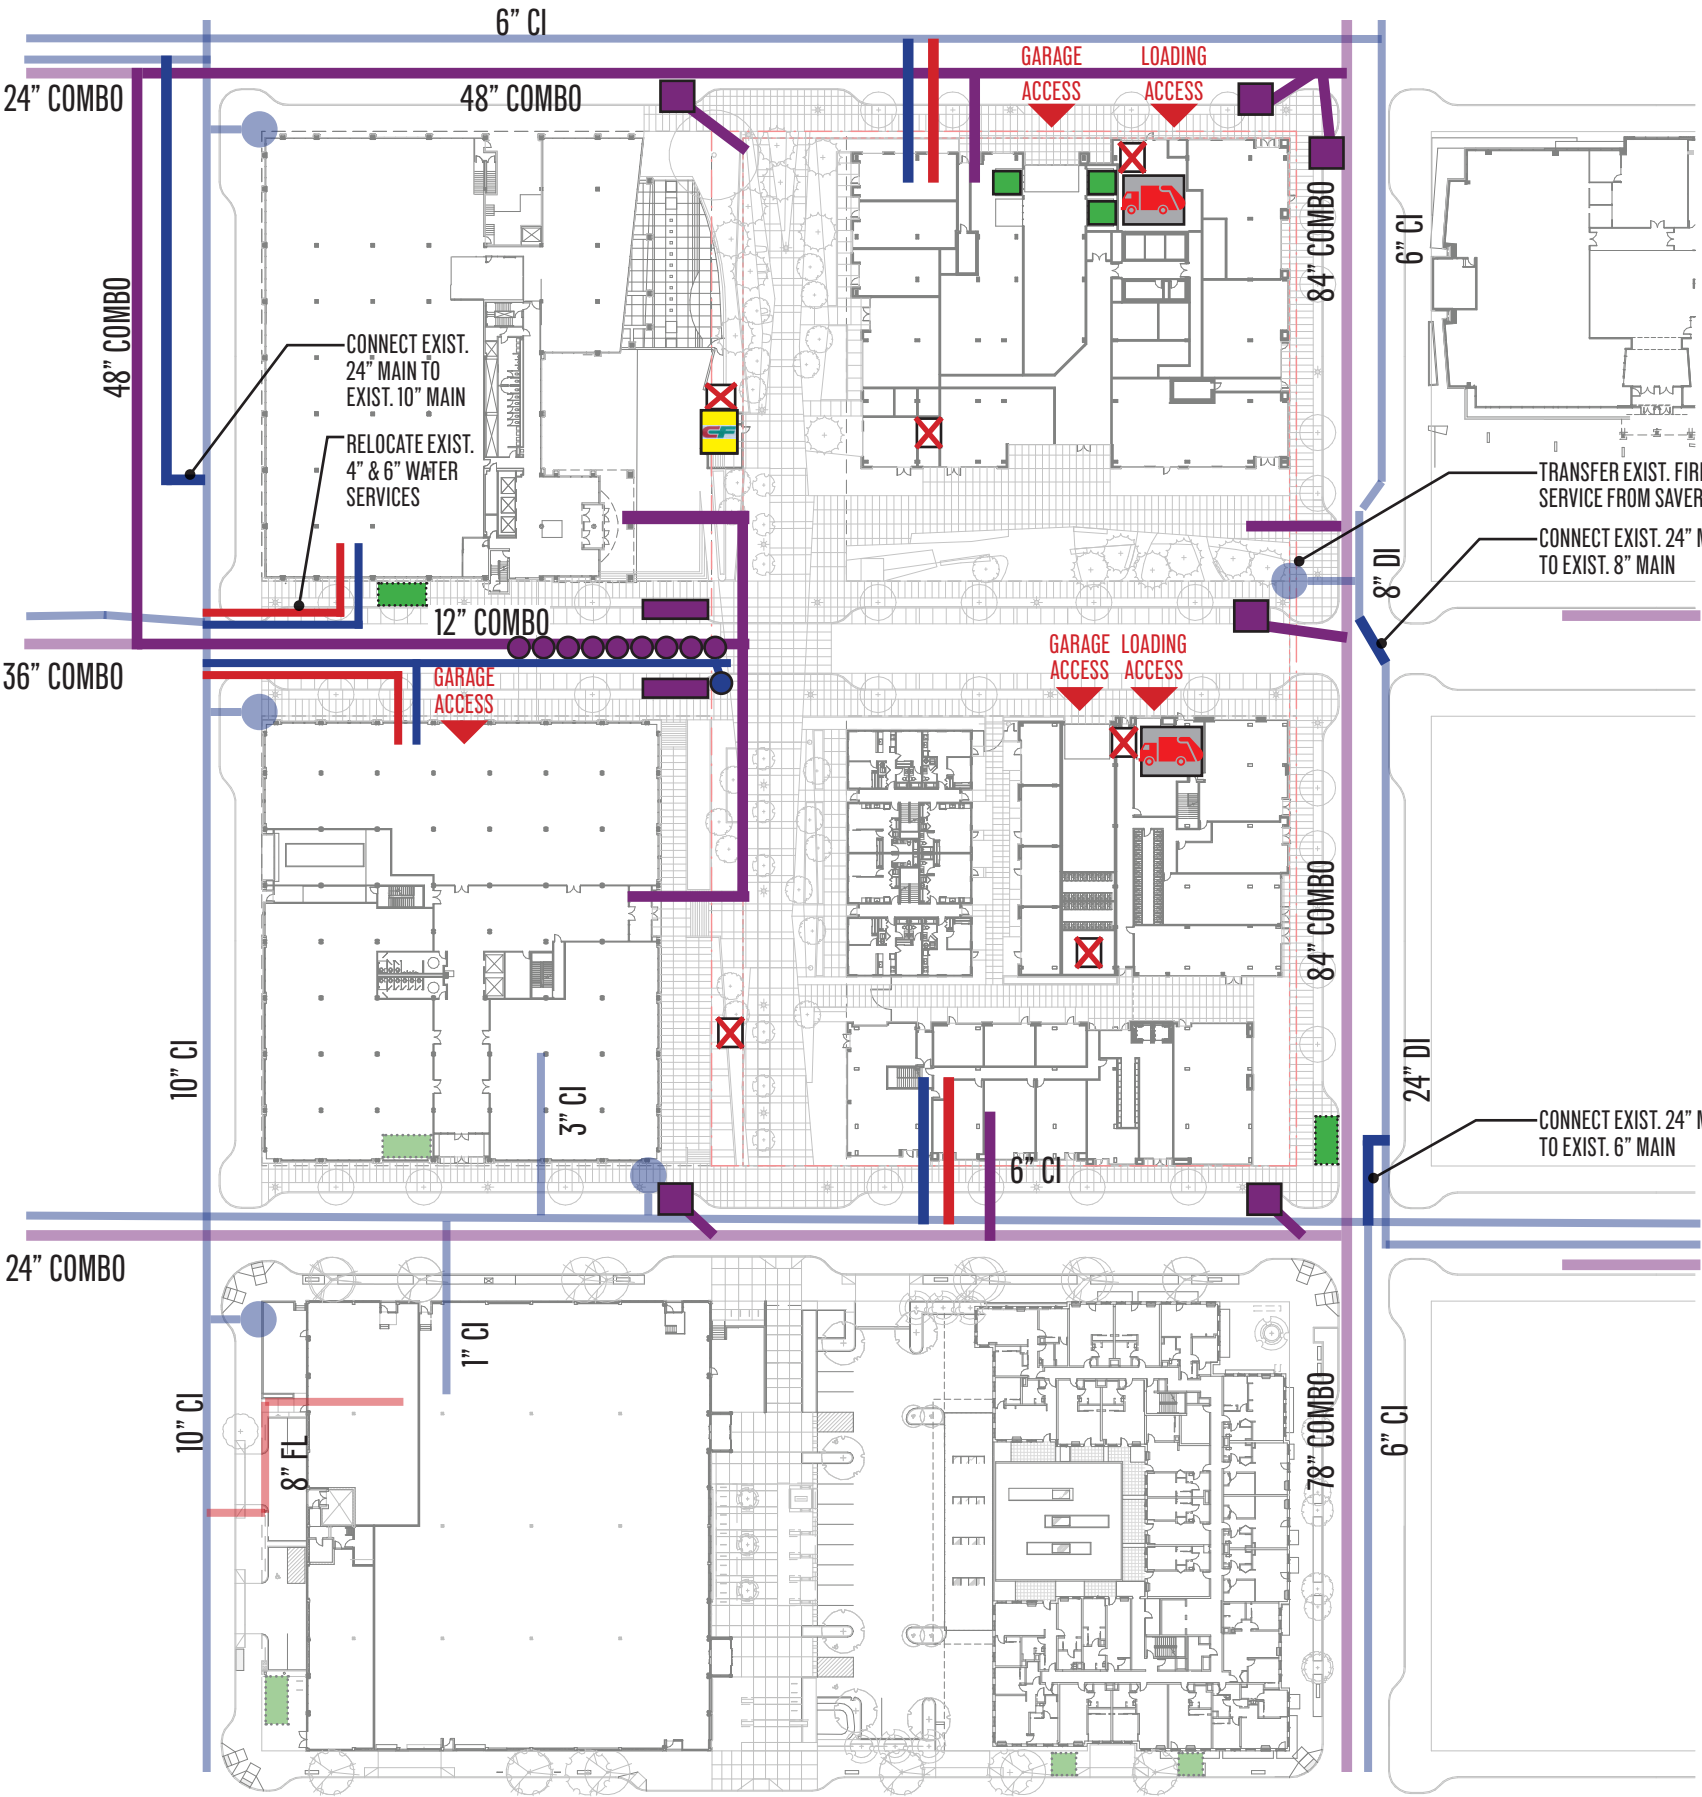 6” CI
GARAGE
ACCESS
LOADING
ACCESS
24” COMBO
48” COMBO
84” COMBO
6” CI
48” COMBO
CONNECT EXIST.
24” MAIN TO
EXIST. 10” MAIN
RELOCATE EXIST.
4” & 6” WATER
SERVICES
CF
TRANSFER EXIST. FIR
SERVICE FROM SAVER
CONNECT EXIST. 24” M
TO EXIST. 8” MAIN
8” DI
12” COMBO
36” COMBO
GARAGE
ACCESS
GARAGE
ACCESS
LOADING
ACCESS
84” COMBO
10” CI
3” CI
24” DI
CONNECT EXIST. 24” M
TO EXIST. 6” MAIN
6” CI
24” COMBO
1” CI
10” CI
8” FL
78” COMBO
6” CI